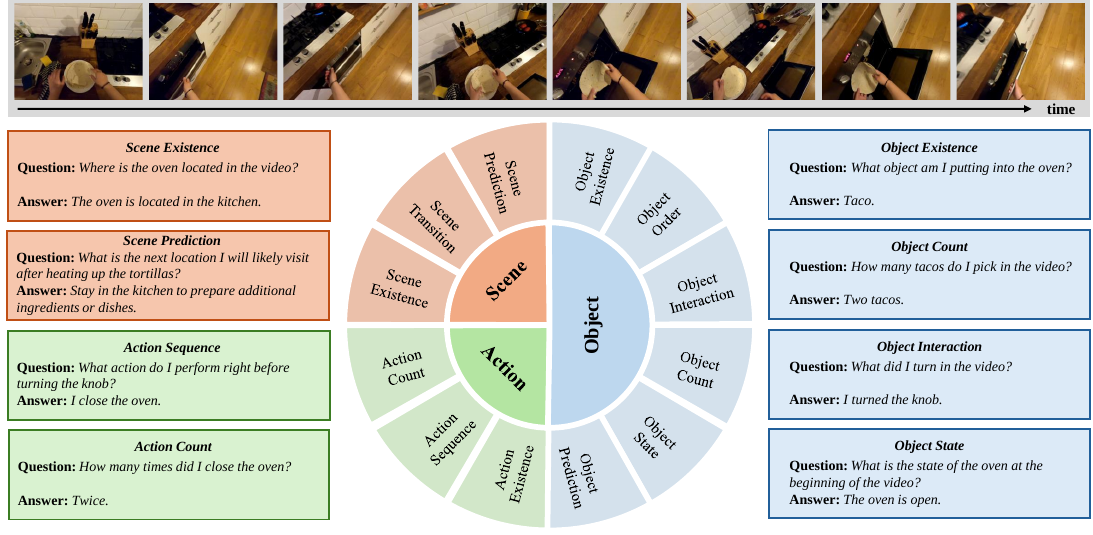 time
Scene Existence
Question: Where is the oven located in the video?
Answer: The oven is located in the kitchen.
Scene Prediction
Question: What is the next location I will likely visit
after heating up the tortillas?
Answer: Stay in the kitchen to prepare additional
ingredients or dishes.
Action Sequence
Question: What action do I perform right before
turning the knob?
Answer: I close the oven.
Action Count
Question: How many times did I close the oven?
Answer: Twice.
Scene
Prediction
Scene
Transition
Scene
Existence
Scene
Action
Count
Action
Sequence
Action
Existence
Action
Object
Existence
Object
Order
Object
Interaction
Object
Count
Object
State
Object
Prediction
Object
Object Existence
Question: What object am I putting into the oven?
Answer: Taco.
Object Count
Question: How many tacos do I pick in the video?
Answer: Two tacos.
Object Interaction
Question: What did I turn in the video?
Answer: I turned the knob.
Object State
Question: What is the state of the oven at the
beginning of the video?
Answer: The oven is open.